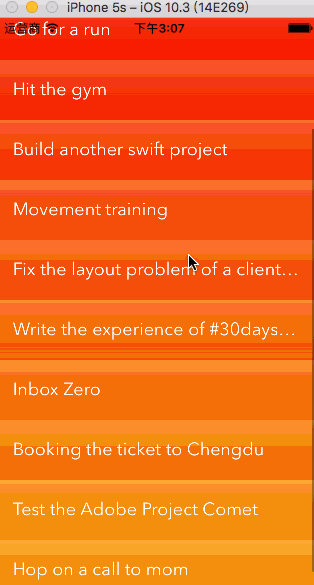 iPhone 5s – iOS 10.3 (14E269)
运营商 下午3:07
Go for a run
Hit the gym
Build another swift project
Movement training
Fix the layout problem of a client...
Write the experience of #30days...
Inbox Zero
Booking the ticket to Chengdu
Test the Adobe Project Comet
Hop on a call to mom